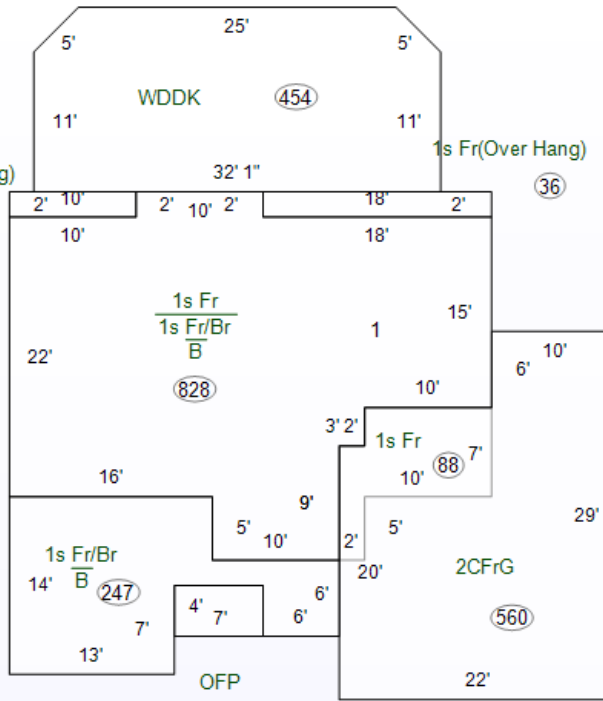 25'
5' 5'
WDDK 454
11' 11'
1s Fr(Over Hang)
g) 32' 1"
36
2' 10' 2' 10' 2' 18' 2'
10' 18'
1s Fr
1s Fr/Br
B
1
15'
10'
6'
22'
10'
828
3' 2'
1s Fr
7'
88
10'
16'
9'
29'
5' 10' 2' 5'
1s Fr/Br
B
20'
2CFrG
14' 247
6'
4' 7' 6'
560
7'
13'
OFP 22'